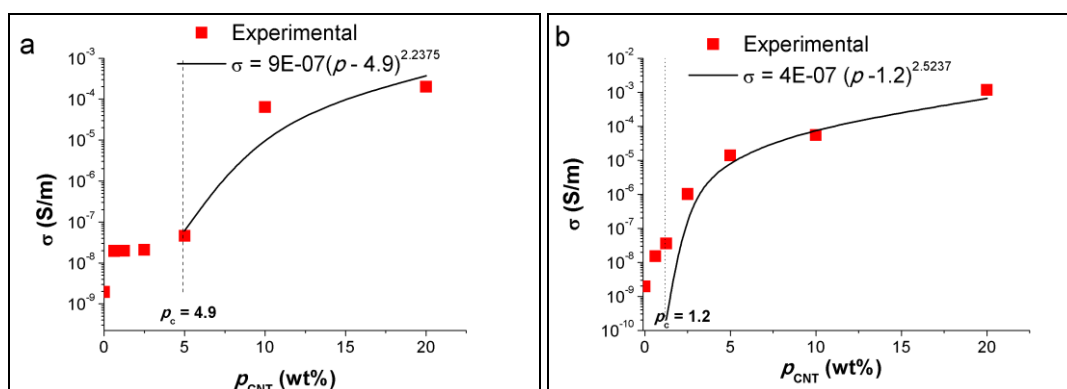 a
Experimental
σ = 9E-07(p - 4.9)^2.2375
10^-3
10^-4
10^-5
10^-6
10^-7
10^-8
10^-9
σ (S/m)
p_c = 4.9
0 5 10 15 20
p_CNT (wt%)
b
Experimental
σ = 4E-07 (p -1.2)^2.5237
10^-2
10^-3
10^-4
10^-5
10^-6
10^-7
10^-8
10^-9
10^-10
σ (S/m)
p_c = 1.2
0 5 10 15 20
p_CNT (wt%)